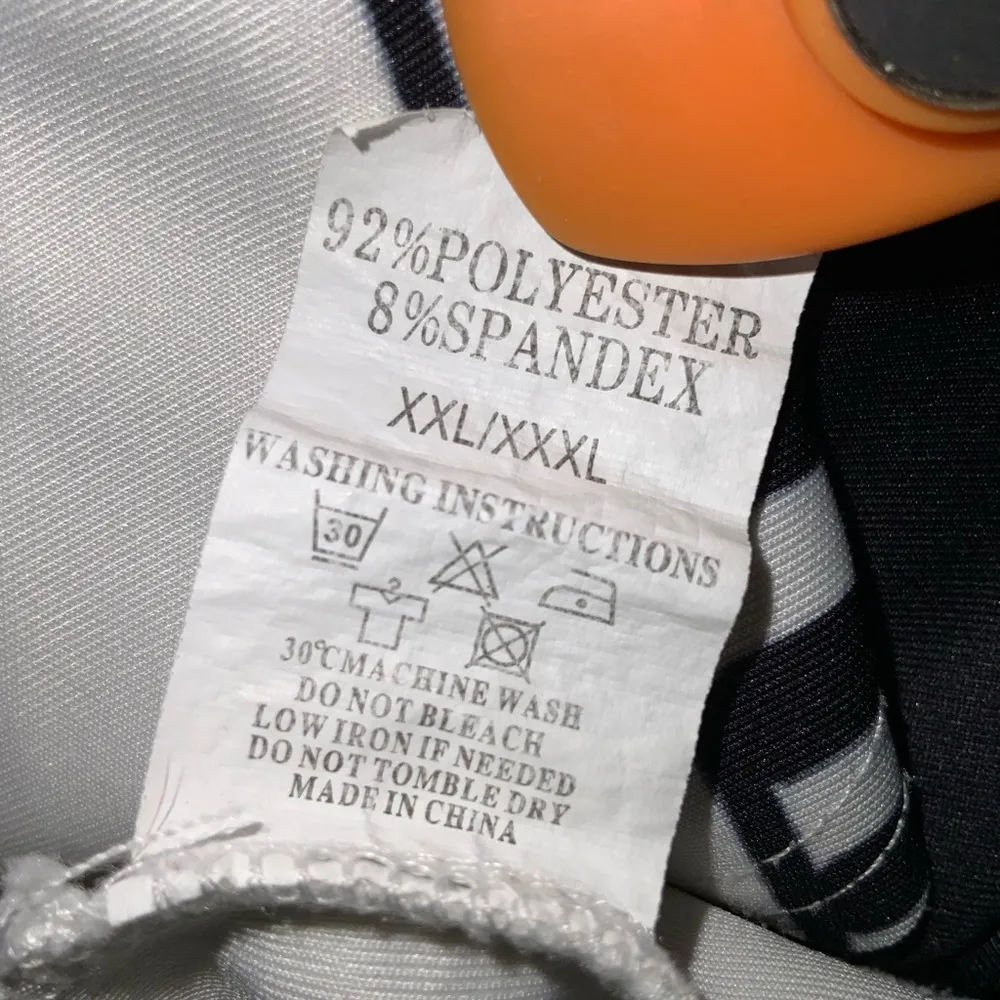 92%POLYESTER
8%SPANDEX
XXL/XXXL
WASHING INSTRUCTIONS
30
2
30°CMACHINE WASH
DO NOT BLEACH
LOW IRON IF NEEDED
DO NOT TOMBLE DRY
MADE IN CHINA